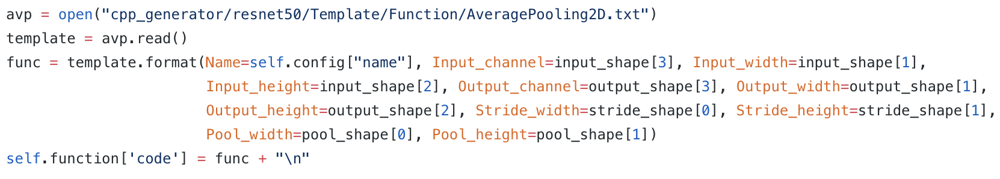 avp = open("cpp_generator/resnet50/Template/Function/AveragePooling2D.txt")
template = avp.read()
func = template.format(Name=self.config["name"], Input_channel=input_shape[3], Input_width=input_shape[1],
Input_height=input_shape[2], Output_channel=output_shape[3], Output_width=output_shape[1],
Output_height=output_shape[2], Stride_width=stride_shape[0], Stride_height=stride_shape[1],
Pool_width=pool_shape[0], Pool_height=pool_shape[1])
self.function['code'] = func + "\n"